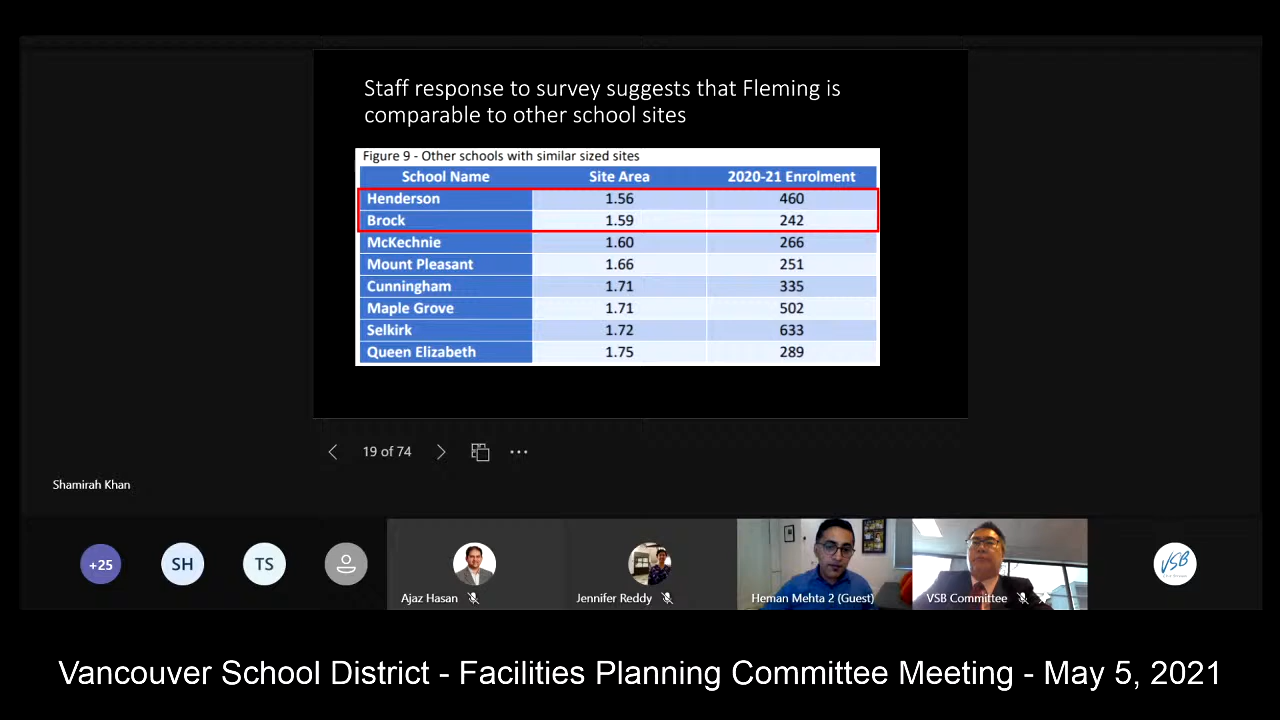 Staff response to survey suggests that Fleming is
comparable to other school sites
Figure 9 - Other schools with similar sized sites
School Name Site Area 2020-21 Enrolment
Henderson 1.56 460
Brock 1.59 242
McKechnie 1.60 266
Mount Pleasant 1.66 251
Cunningham 1.71 335
Maple Grove 1.71 502
Selkirk 1.72 633
Queen Elizabeth 1.75 289
19 of 74
Shamirah Khan
+25 SH TS VSB
Ajaz Hasan Jennifer Reddy Heman Mehta 2 (Guest) VSB Committee
Vancouver School District - Facilities Planning Committee Meeting - May 5, 2021